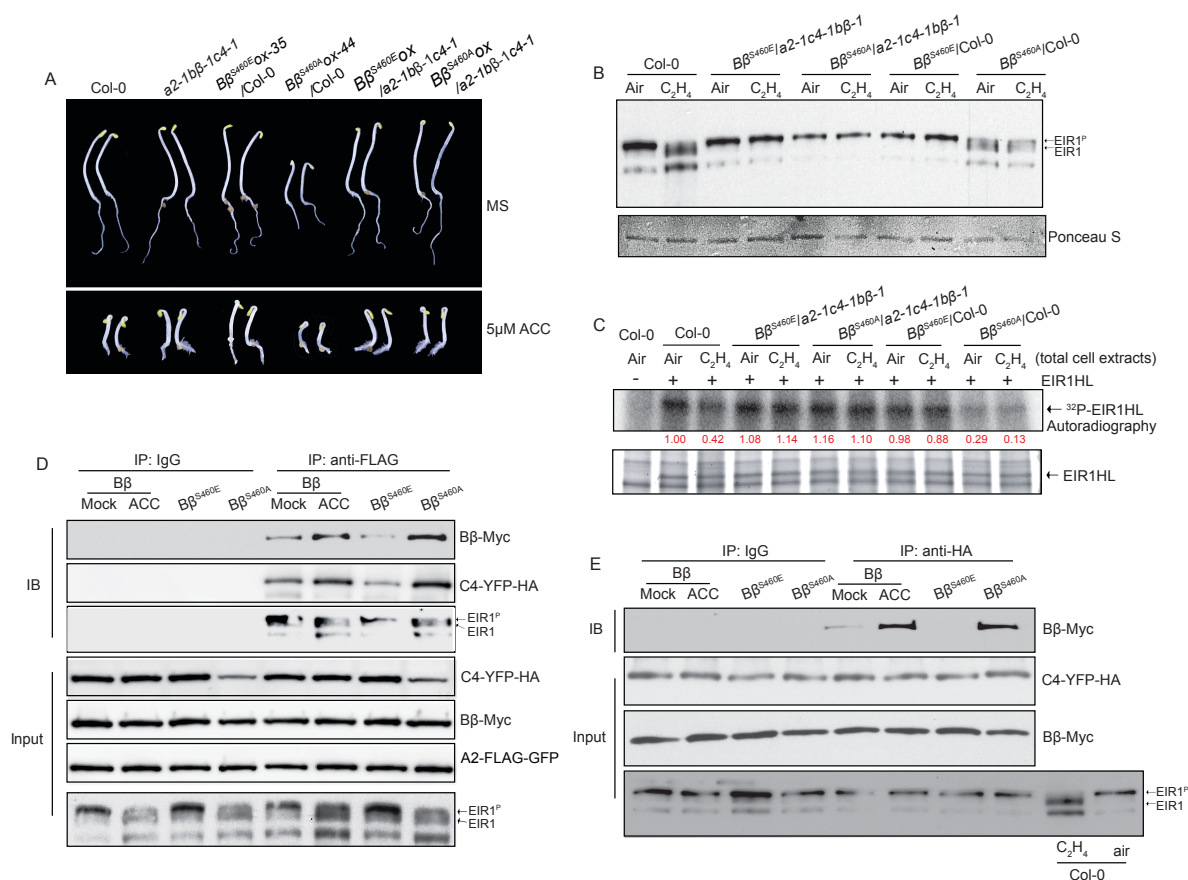 A
Col-0
a2-1bβ-1c4-1
Bβ^S460E ox-35
/Col-0
Bβ^S460A ox-44
/Col-0
Bβ^S460E ox
/a2-1bβ-1c4-1
Bβ^S460A ox
/a2-1bβ-1c4-1
MS
5μM ACC
B
Col-0
Bβ^S460E/a2-1c4-1bβ-1
Bβ^S460A/a2-1c4-1bβ-1
Bβ^S460E/Col-0
Bβ^S460A/Col-0
Air C₂H₄ Air C₂H₄ Air C₂H₄ Air C₂H₄ Air C₂H₄
←EIR1ᴾ
←EIR1
Ponceau S
C
Col-0
Col-0
Bβ^S460E/a2-1c4-1bβ-1
Bβ^S460A/a2-1c4-1bβ-1
Bβ^S460E/Col-0
Bβ^S460A/Col-0
Air Air C₂H₄ Air C₂H₄ Air C₂H₄ Air C₂H₄ Air C₂H₄ (total cell extracts)
- + + + + + + + + + + EIR1HL
← ³²P-EIR1HL
Autoradiography
1.00 0.42 1.08 1.14 1.16 1.10 0.98 0.88 0.29 0.13
← EIR1HL
D
IP: IgG IP: anti-FLAG
Bβ Bβ^S460E Bβ^S460A Bβ Bβ^S460E Bβ^S460A
Mock ACC Mock ACC
IB
Bβ-Myc
C4-YFP-HA
←EIR1ᴾ
←EIR1
Input
C4-YFP-HA
Bβ-Myc
A2-FLAG-GFP
←EIR1ᴾ
←EIR1
E
IP: IgG IP: anti-HA
Bβ Bβ^S460E Bβ^S460A Bβ Bβ^S460E Bβ^S460A
Mock ACC Mock ACC
IB
Bβ-Myc
Input
C4-YFP-HA
Bβ-Myc
←EIR1ᴾ
←EIR1
C₂H₄ air
Col-0